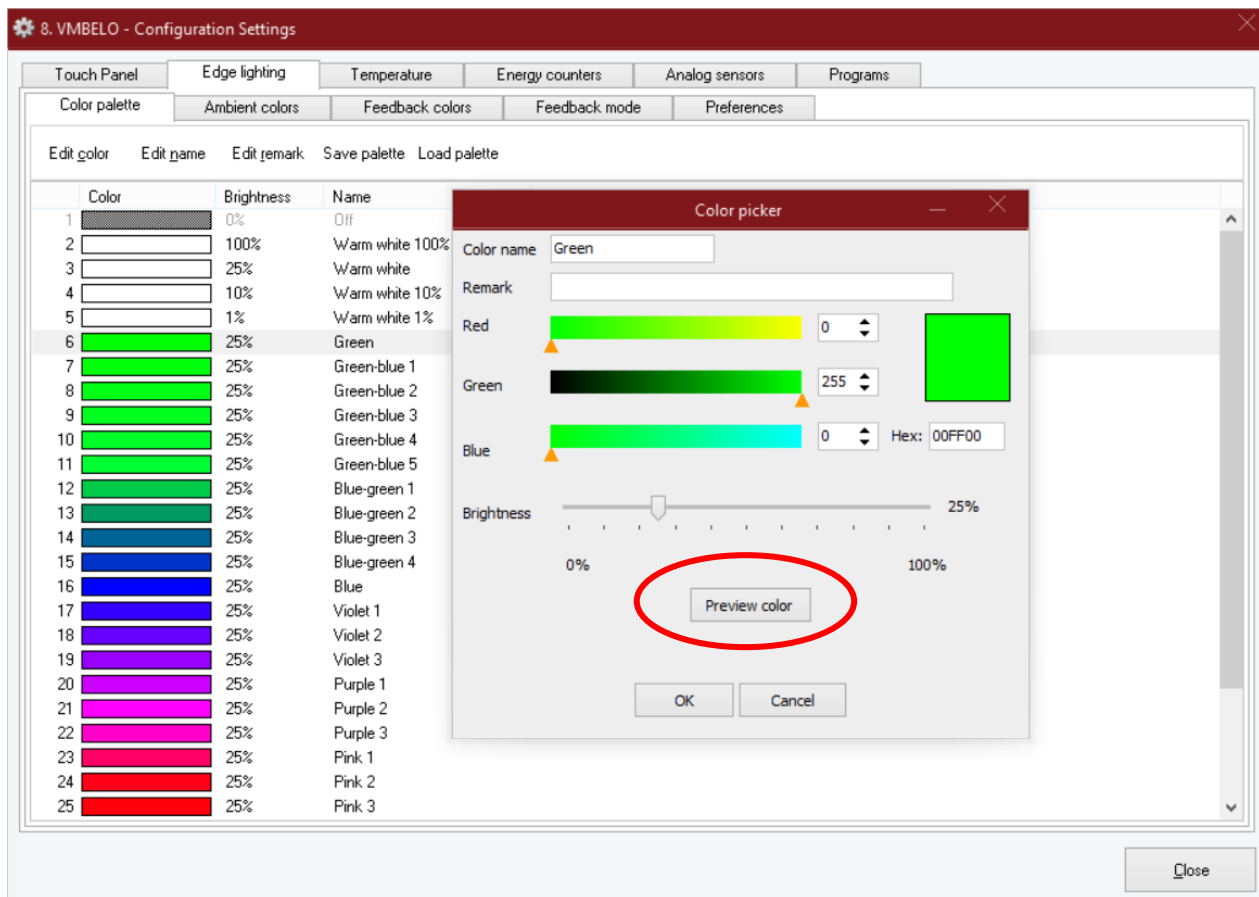 8. VMBELO - Configuration Settings
Touch Panel Edge lighting Temperature Energy counters Analog sensors Programs
Color palette Ambient colors Feedback colors Feedback mode Preferences
Edit color Edit name Edit remark Save palette Load palette
Color Brightness Name
1 0% Off
2 100% Warm white 100%
3 25% Warm white
4 10% Warm white 10%
5 1% Warm white 1%
6 25% Green
7 25% Green-blue 1
8 25% Green-blue 2
9 25% Green-blue 3
10 25% Green-blue 4
11 25% Green-blue 5
12 25% Blue-green 1
13 25% Blue-green 2
14 25% Blue-green 3
15 25% Blue-green 4
16 25% Blue
17 25% Violet 1
18 25% Violet 2
19 25% Violet 3
20 25% Purple 1
21 25% Purple 2
22 25% Purple 3
23 25% Pink 1
24 25% Pink 2
25 25% Pink 3
Color picker
Color name Green
Remark
Red 0
Green 255
Blue 0 Hex: 00FF00
Brightness 25%
0% 100%
Preview color
OK Cancel
Close